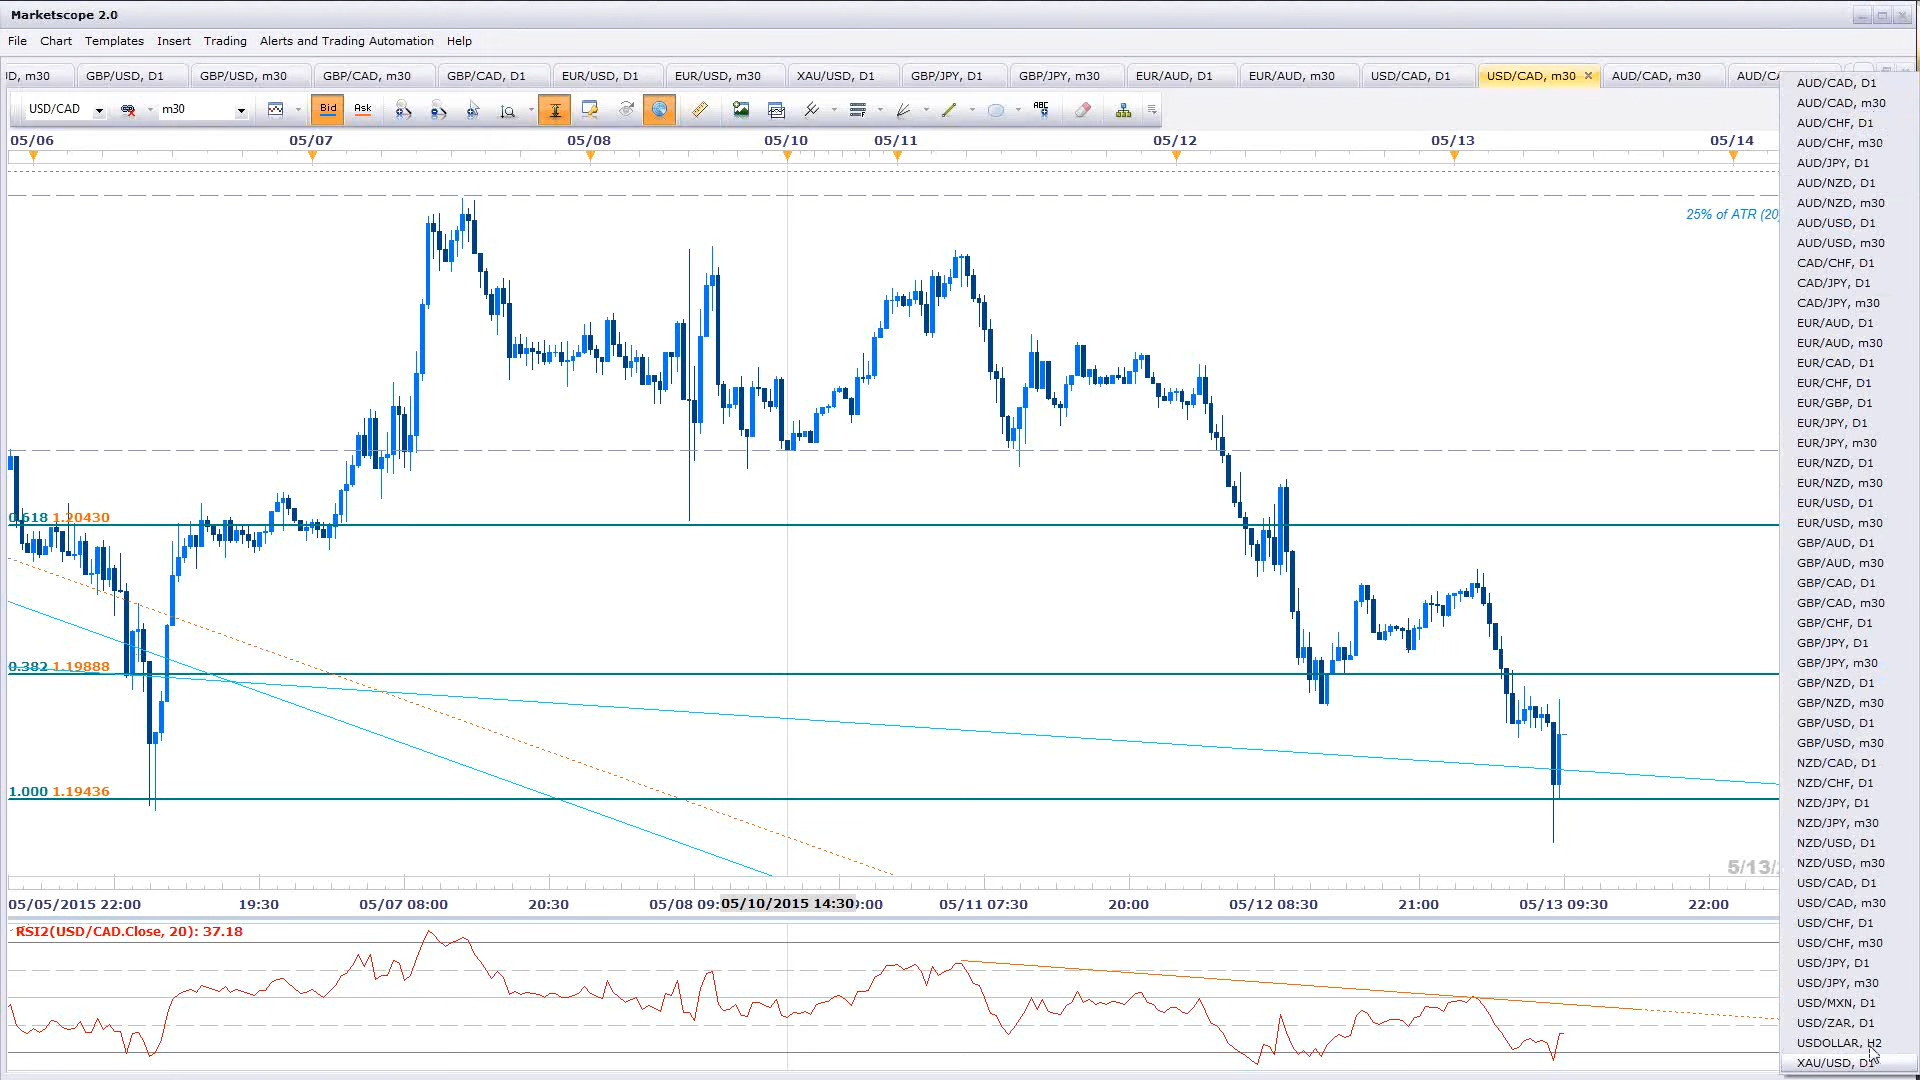 Marketscope 2.0
File Chart Templates Insert Trading Alerts and Trading Automation Help
m30 GBP/USD, D1 GBP/USD, m30 GBP/CAD, m30 GBP/CAD, D1 EUR/USD, D1 EUR/USD, m30 XAU/USD, D1 GBP/JPY, D1 GBP/JPY, m30 EUR/AUD, D1 EUR/AUD, m30 USD/CAD, D1 USD/CAD, m30 AUD/CAD, m30
USD/CAD m30 Bid Ask ABC
05/06 05/07 05/08 05/10 05/11 05/12 05/13 05/14
25% of ATR (20
0.618 1.20430
0.382 1.19888
1.000 1.19436
05/05/2015 22:00 19:30 05/07 08:00 20:30 05/08 05/10/2015 14:30 05/11 07:30 20:00 05/12 08:30 21:00 05/13 09:30 22:00
RSI2(USD/CAD.Close, 20): 37.18
AUD/CAD, D1
AUD/CAD, m30
AUD/CHF, D1
AUD/CHF, m30
AUD/JPY, D1
AUD/NZD, D1
AUD/NZD, m30
AUD/USD, D1
AUD/USD, m30
CAD/CHF, D1
CAD/JPY, D1
CAD/JPY, m30
EUR/AUD, D1
EUR/AUD, m30
EUR/CAD, D1
EUR/CHF, D1
EUR/GBP, D1
EUR/JPY, D1
EUR/JPY, m30
EUR/NZD, D1
EUR/NZD, m30
EUR/USD, D1
EUR/USD, m30
GBP/AUD, D1
GBP/AUD, m30
GBP/CAD, D1
GBP/CAD, m30
GBP/CHF, D1
GBP/JPY, D1
GBP/JPY, m30
GBP/NZD, D1
GBP/NZD, m30
GBP/USD, D1
GBP/USD, m30
NZD/CAD, D1
NZD/CHF, D1
NZD/JPY, D1
NZD/JPY, m30
NZD/USD, D1
NZD/USD, m30
USD/CAD, D1
USD/CAD, m30
USD/CHF, D1
USD/CHF, m30
USD/JPY, D1
USD/JPY, m30
USD/MXN, D1
USD/ZAR, D1
USDOLLAR, H2
XAU/USD, D1